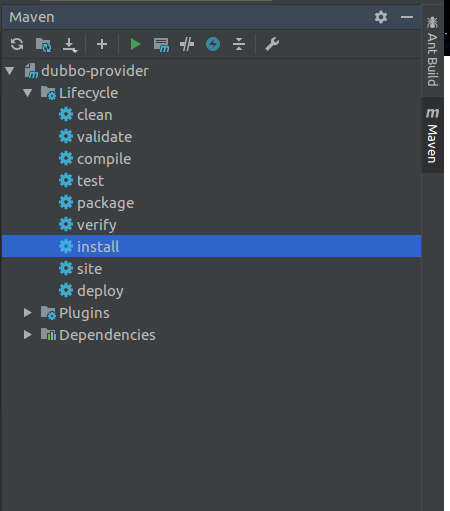 Maven
dubbo-provider
Lifecycle
clean
validate
compile
test
package
verify
install
site
deploy
Plugins
Dependencies
Ant Build
m Maven